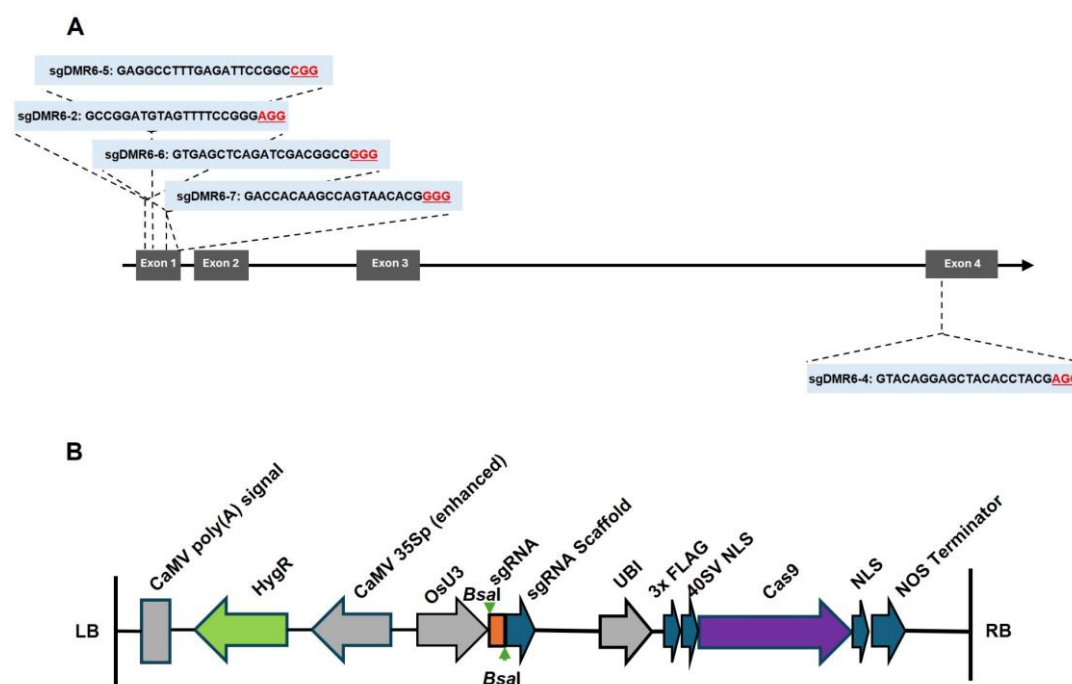 A
sgDMR6-5: GAGGCCTTTGAGATTCCGGCCGG
sgDMR6-2: GCCGGATGTAGTTTTCCGGGAGG
sgDMR6-6: GTGAGCTCAGATCGACGGCGGGG
sgDMR6-7: GACCACAAGCCAGTAACACGGGG
Exon 1
Exon 2
Exon 3
Exon 4
sgDMR6-4: GTACAGGAGCTACACCTACGAG
B
CaMV poly(A) signal
HygR
CaMV 35Sp (enhanced)
OsU3
sgRNA
sgRNA Scaffold
UBI
3x FLAG
40SV NLS
Cas9
NLS
NOS Terminator
BsaI
LB
RB
BsaI